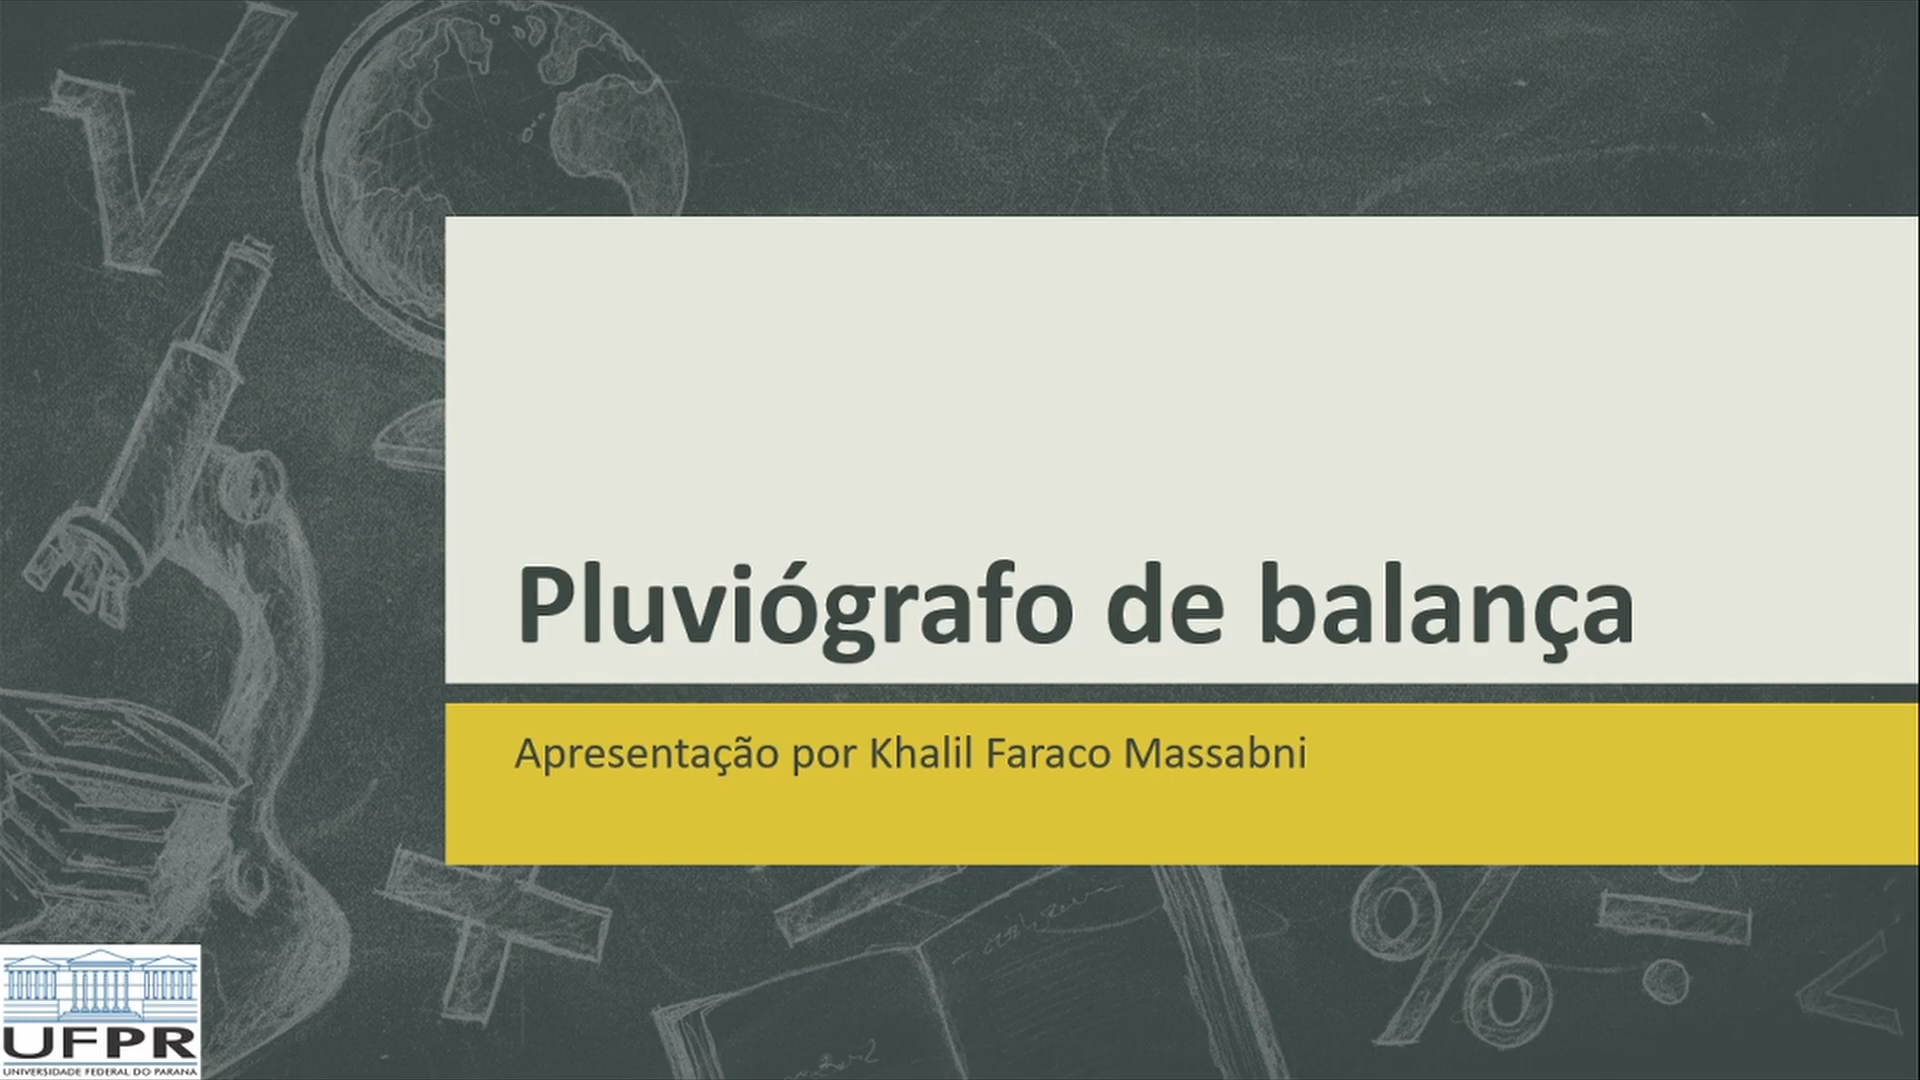 Pluviógrafo de balança
Apresentação por Khalil Faraco Massabni
UFPR
UNIVERSIDADE FEDERAL DO PARANÁ